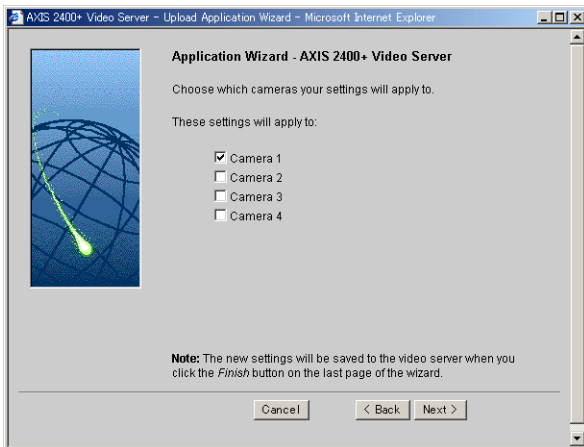 AXIS 2400+ Video Server - Upload Application Wizard - Microsoft Internet Explorer
Application Wizard - AXIS 2400+ Video Server
Choose which cameras your settings will apply to.
These settings will apply to:
Camera 1
Camera 2
Camera 3
Camera 4
Note: The new settings will be saved to the video server when you
click the Finish button on the last page of the wizard.
Cancel
< Back
Next >